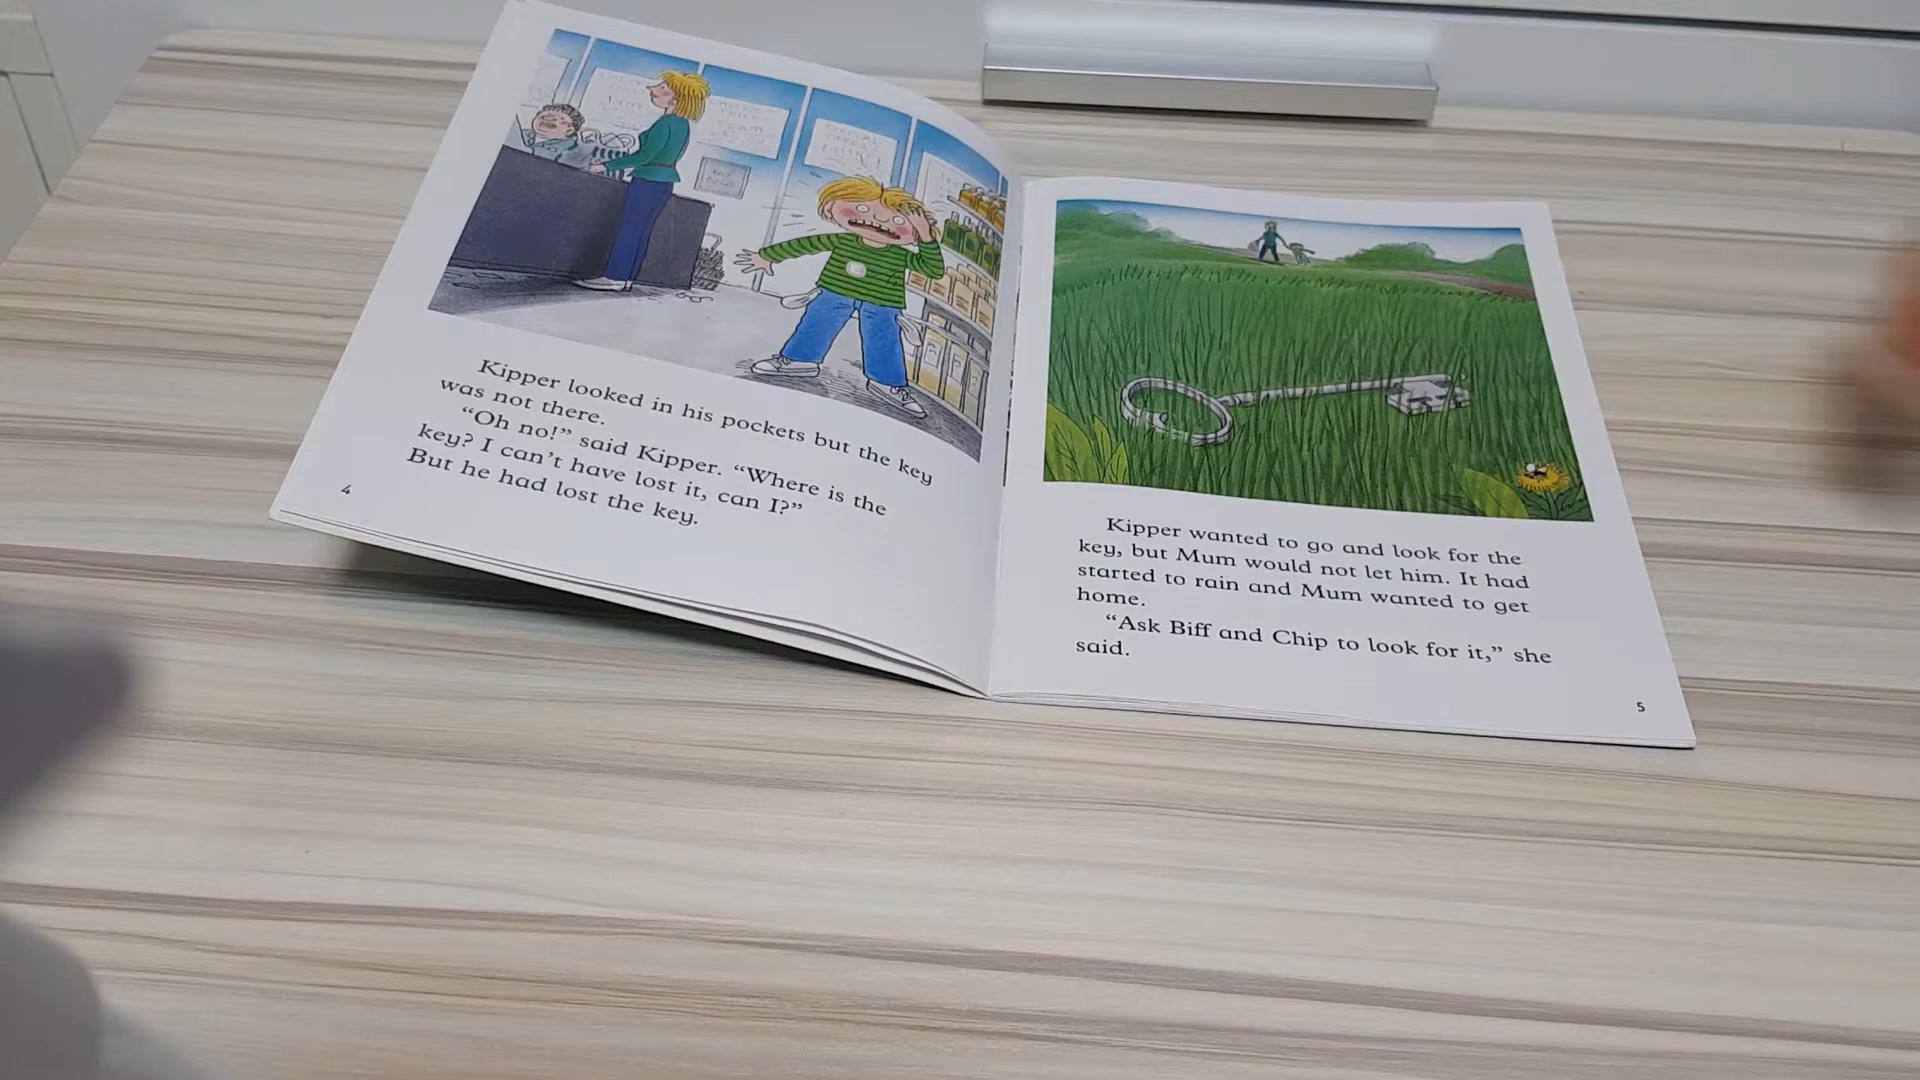 Kipper looked in his pockets but the key
was not there.
“Oh no!” said Kipper. “Where is the
key? I can’t have lost it, can I?”
But he had lost the key.
4
Kipper wanted to go and look for the
key, but Mum would not let him. It had
started to rain and Mum wanted to get
home.
“Ask Biff and Chip to look for it,” she
said.
5